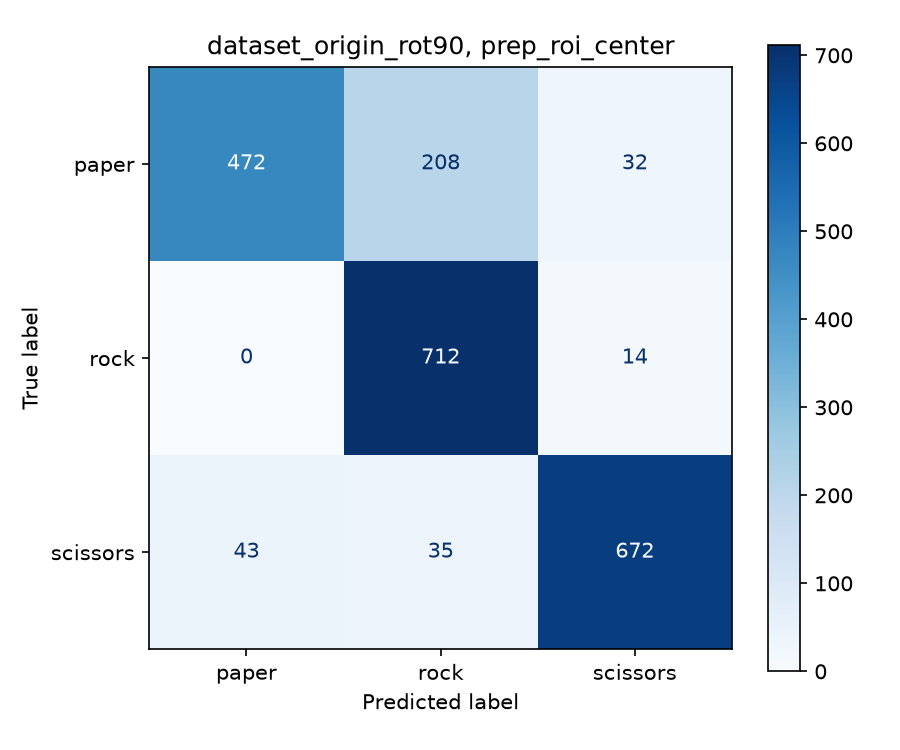 dataset_origin_rot90, prep_roi_center
True label
paper 472 208 32
rock 0 712 14
scissors 43 35 672
paper rock scissors
Predicted label
700
600
500
400
300
200
100
0